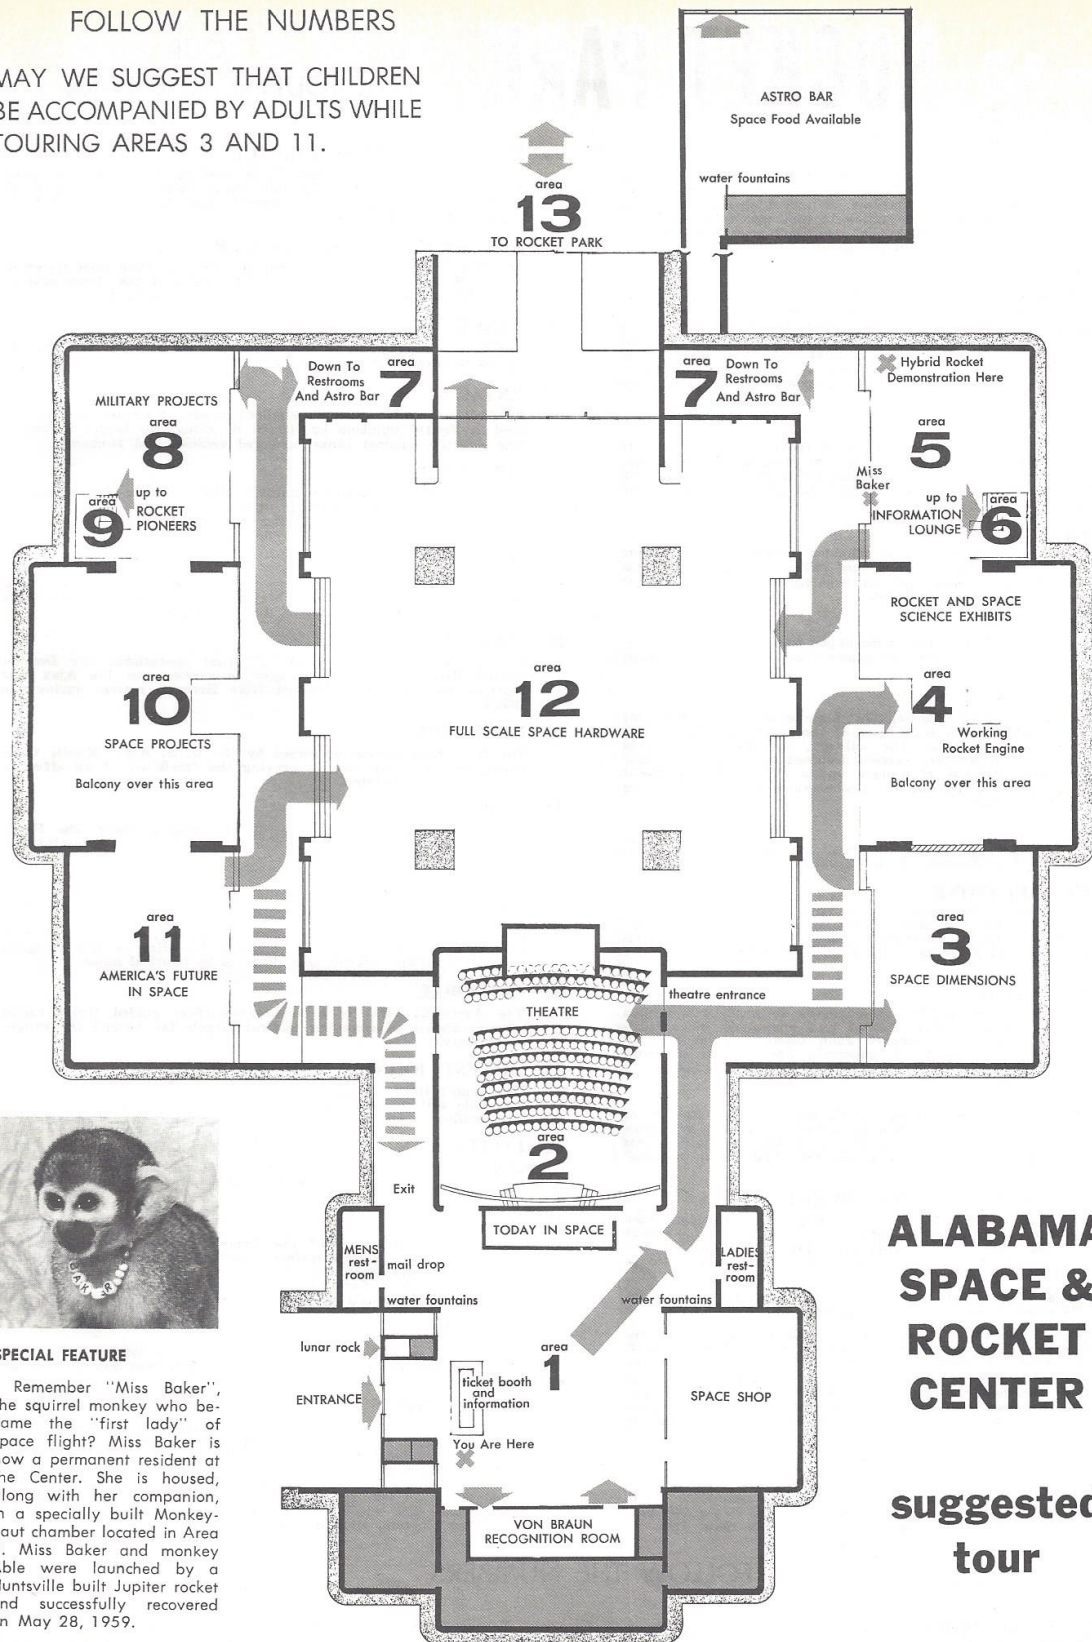 FOLLOW THE NUMBERS
MAY WE SUGGEST THAT CHILDREN
BE ACCOMPANIED BY ADULTS WHILE
TOURING AREAS 3 AND 11.
ASTRO BAR
Space Food Available
water fountains
area
13
TO ROCKET PARK
Down To
Restrooms
And Astro Bar
area
7
area
7
Down To
Restrooms
And Astro Bar
Hybrid Rocket
Demonstration Here
MILITARY PROJECTS
area
8
area
9
up to
ROCKET
PIONEERS
area
5
Miss
Baker
up to
INFORMATION
LOUNGE
area
6
ROCKET AND SPACE
SCIENCE EXHIBITS
area
10
SPACE PROJECTS
Balcony over this area
area
12
FULL SCALE SPACE HARDWARE
area
4
Working
Rocket Engine
Balcony over this area
area
11
AMERICA'S FUTURE
IN SPACE
area
3
SPACE DIMENSIONS
theatre entrance
THEATRE
area
2
Exit
TODAY IN SPACE
MENS
rest-
room
mail drop
water fountains
LADIES
rest-
room
water fountains
lunar rock
ENTRANCE
ticket booth
and
information
You Are Here
area
1
SPACE SHOP
VON BRAUN
RECOGNITION ROOM
BAKER
SPECIAL FEATURE
Remember "Miss Baker",
he squirrel monkey who be-
ame the "first lady" of
pace flight? Miss Baker is
ow a permanent resident at
he Center. She is housed,
long with her companion,
n a specially built Monkey-
aut chamber located in Area
. Miss Baker and monkey
Able were launched by a
Huntsville built Jupiter rocket
nd successfully recovered
n May 28, 1959.
ALABAMA
SPACE &
ROCKET
CENTER
suggested
tour